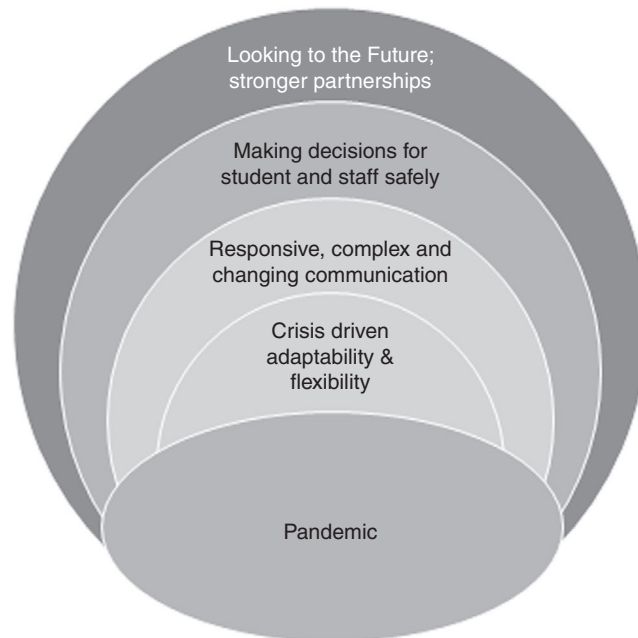 Looking to the Future;
stronger partnerships
Making decisions for
student and staff safely
Responsive, complex and
changing communication
Crisis driven
adaptability &
flexibility
Pandemic